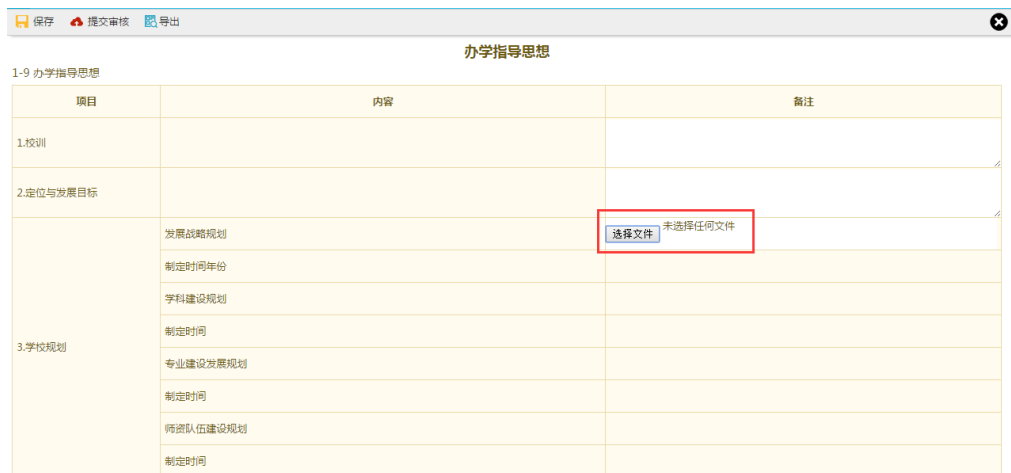 保存 提交审核 导出
办学指导思想
1-9 办学指导思想
项目 内容 备注
1.校训
2.定位与发展目标
发展战略规划 选择文件 未选择任何文件
制定时间年份
学科建设规划
制定时间
3.学校规划
专业建设发展规划
制定时间
师资队伍建设规划
制定时间